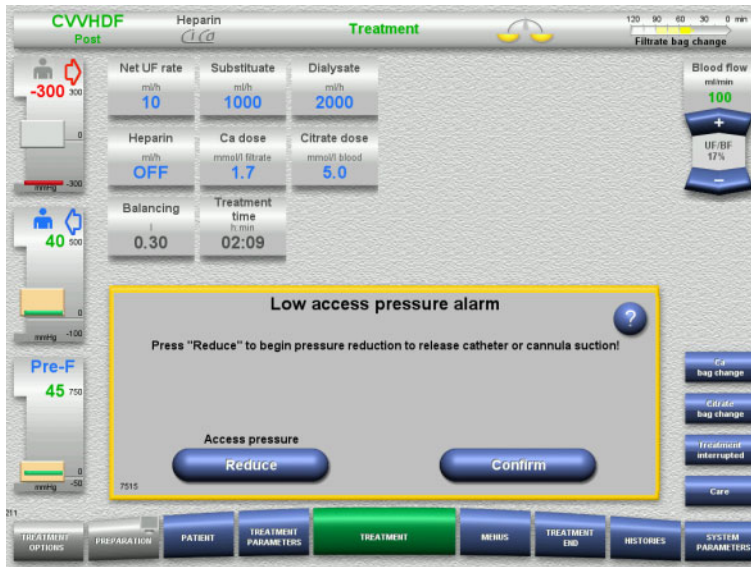 CVVHDF
Post
Heparin
CiCa
Treatment
120 90 60 30 0 min
Filtrate bag change
-300 300
0
mmHg -300
40 500
0
mmHg -100
Pre-F
45 750
0
mmHg -50
Net UF rate
ml/h
10
Substituate
ml/h
1000
Dialysate
ml/h
2000
Heparin
ml/h
OFF
Ca dose
mmol/l filtrate
1.7
Citrate dose
mmol/l blood
5.0
Balancing
l
0.30
Treatment
time
h:min
02:09
Blood flow
ml/min
100
+
UF/BF
17%
−
Low access pressure alarm
?
Press "Reduce" to begin pressure reduction to release catheter or cannula suction!
Access pressure
Reduce
Confirm
7515
Ca
bag change
Citrate
bag change
Treatment
interrupted
Care
211
TREATMENT
OPTIONS
PREPARATION
PATIENT
TREATMENT
PARAMETERS
TREATMENT
MENUS
TREATMENT
END
HISTORIES
SYSTEM
PARAMETERS